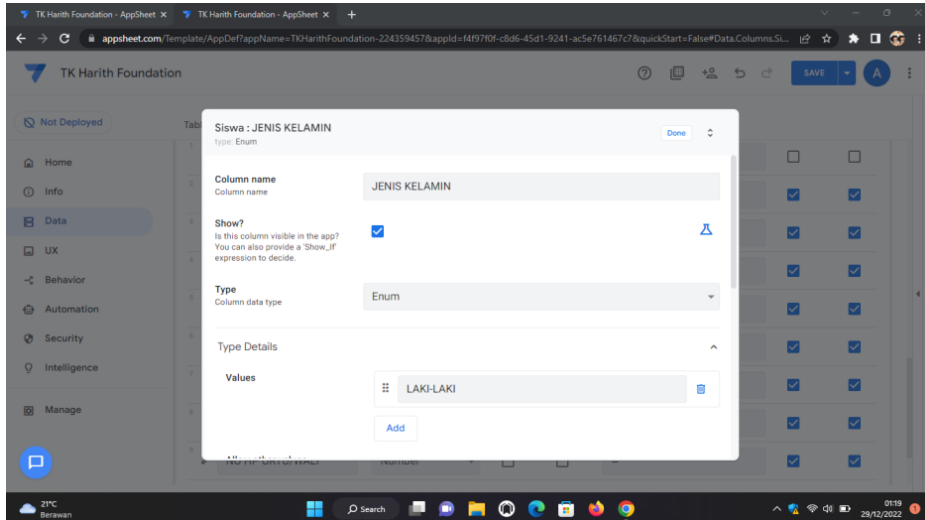 TK Harith Foundation - AppSheet
TK Harith Foundation - AppSheet
appsheet.com/Template/AppDef?appName=TKHarithFoundation-224359457&appId=f4f97f0f-c8d6-45d1-9241-ac5e761467c7&quickStart=False#Data.Columns.Si...
TK Harith Foundation
SAVE
A
Not Deployed
Home
Info
Data
UX
Behavior
Automation
Security
Intelligence
Manage
Siswa : JENIS KELAMIN
type: Enum
Done
Column name
Column name
JENIS KELAMIN
Show?
Is this column visible in the app?
You can also provide a 'Show_If'
expression to decide.
Type
Column data type
Enum
Type Details
Values
LAKI-LAKI
Add
Number
21°C
Berawan
Search
01:19
29/12/2022
1